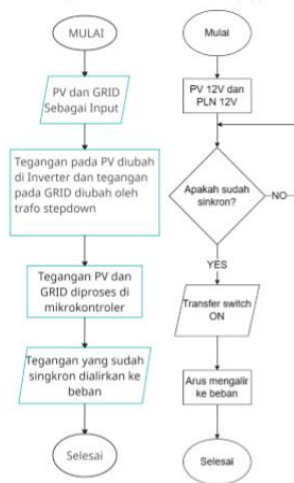 MULAI
PV dan GRID
Sebagai Input
Tegangan pada PV diubah
di Inverter dan tegangan
pada GRID diubah oleh
trafo stepdown
Tegangan PV dan
GRID diproses di
mikrokontroler
Tegangan yang sudah
singkron dialirkan ke
beban
Selesai
Mulai
PV 12V dan
PLN 12V
Apakah sudah
sinkron?
NO
YES
Transfer switch
ON
Arus mengalir
ke beban
Selesai